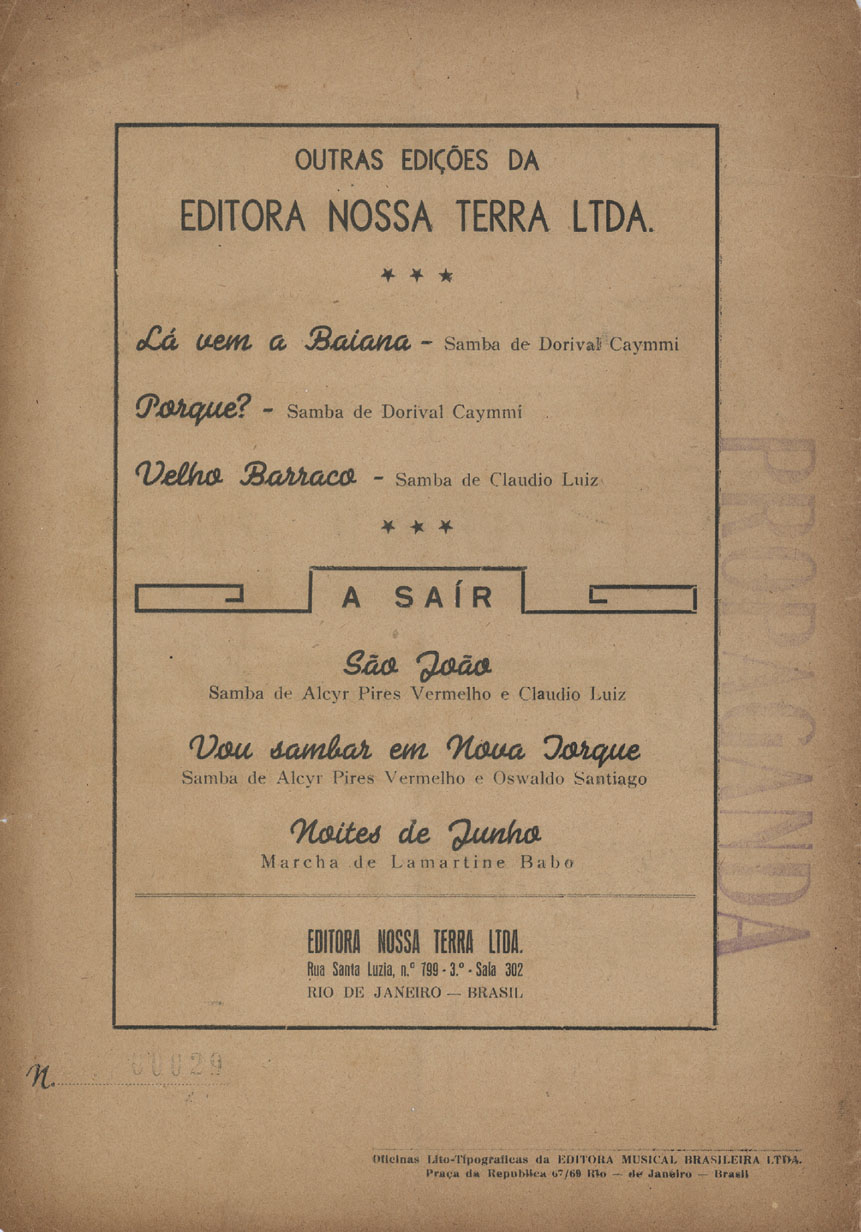 OUTRAS EDIÇÕES DA
EDITORA NOSSA TERRA LTDA.
Lá vem a Baiana - Samba de Dorival Caymmi
Porque? - Samba de Dorival Caymmi
Velho Barraco - Samba de Claudio Luiz
A SAÍR
São João
Samba de Alcyr Pires Vermelho e Claudio Luiz
Vou sambar em Nova Iorque
Samba de Alcyr Pires Vermelho e Oswaldo Santiago
Noites de Junho
Marcha de Lamartine Babo
EDITORA NOSSA TERRA LTDA.
Rua Santa Luzia, n.º 799 - 3.º - Sala 302
RIO DE JANEIRO — BRASIL
PROPAGANDA
N. 00029
Oficinas Lito-Tipograficas da EDITORA MUSICAL BRASILEIRA LTDA.
Praça da Republica 67/69 Rio — de Janeiro — Brasil